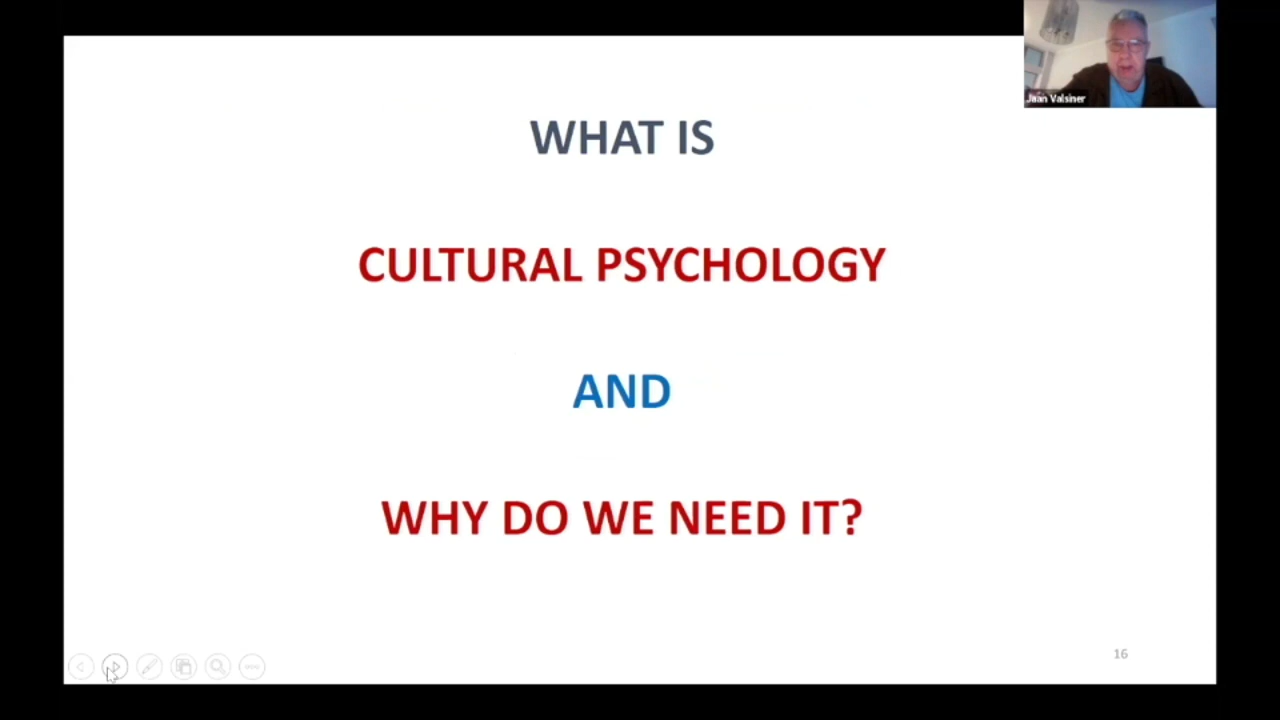 Jaan Valsiner
WHAT IS
CULTURAL PSYCHOLOGY
AND
WHY DO WE NEED IT?
16